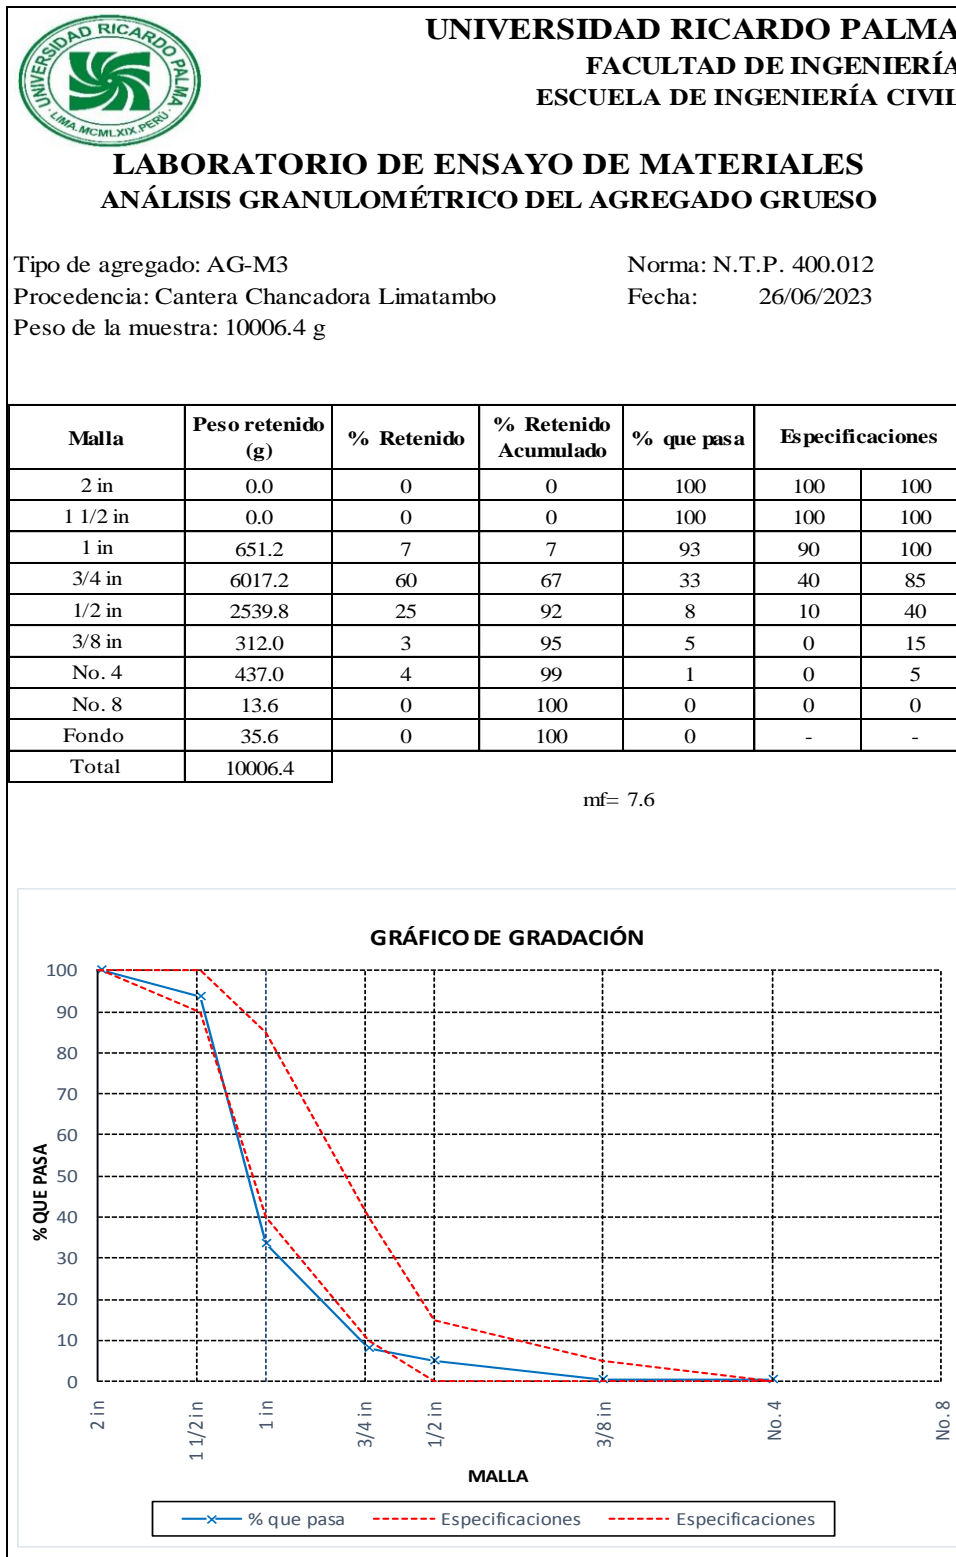 UNIVERSIDAD RICARDO PALMA
LIMA.MCMLXIX.PERÚ
UNIVERSIDAD RICARDO PALMA
FACULTAD DE INGENIERÍA
ESCUELA DE INGENIERÍA CIVIL
LABORATORIO DE ENSAYO DE MATERIALES
ANÁLISIS GRANULOMÉTRICO DEL AGREGADO GRUESO
Tipo de agregado: AG-M3 Norma: N.T.P. 400.012
Procedencia: Cantera Chancadora Limatambo Fecha: 26/06/2023
Peso de la muestra: 10006.4 g
Malla Peso retenido (g) % Retenido % Retenido Acumulado % que pasa Especificaciones
2 in 0.0 0 0 100 100 100
1 1/2 in 0.0 0 0 100 100 100
1 in 651.2 7 7 93 90 100
3/4 in 6017.2 60 67 33 40 85
1/2 in 2539.8 25 92 8 10 40
3/8 in 312.0 3 95 5 0 15
No. 4 437.0 4 99 1 0 5
No. 8 13.6 0 100 0 0 0
Fondo 35.6 0 100 0 - -
Total 10006.4
mf= 7.6
GRÁFICO DE GRADACIÓN
100
90
80
70
60
50
40
30
20
10
0
% QUE PASA
2 in 1 1/2 in 1 in 3/4 in 1/2 in 3/8 in No. 4 No. 8
MALLA
% que pasa Especificaciones Especificaciones